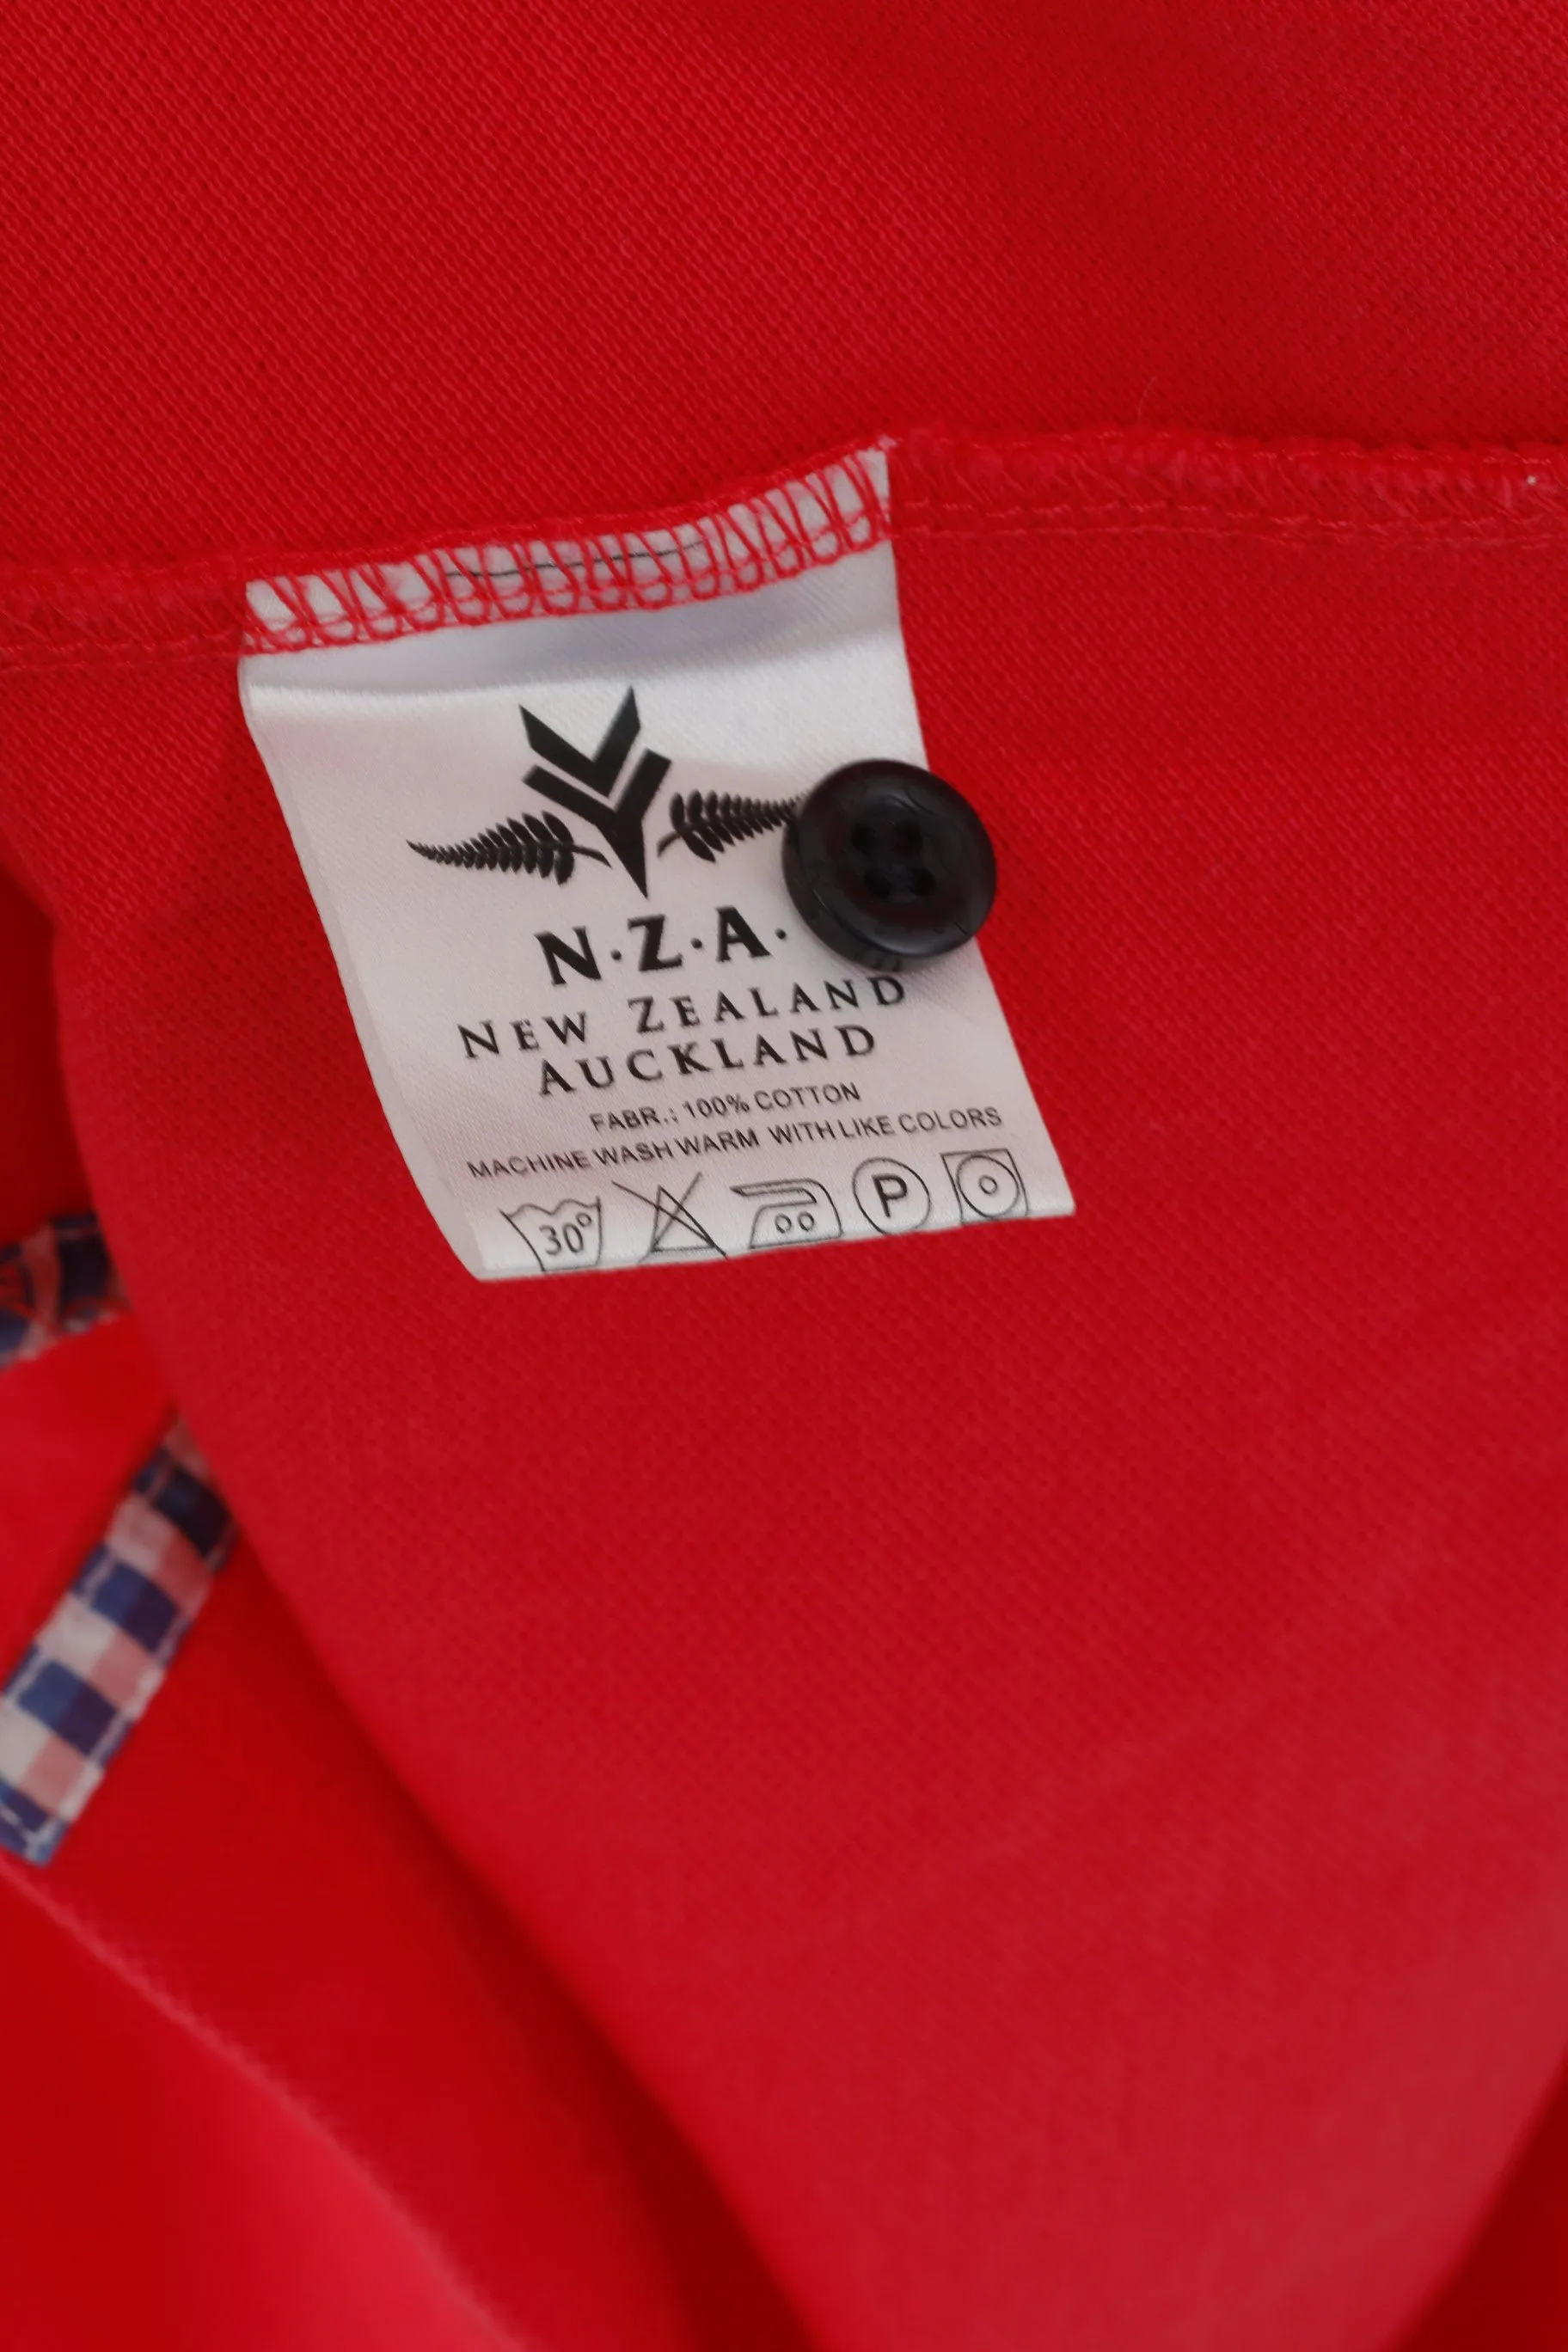 N·Z·A·
NEW ZEALAND
AUCKLAND
FABR.: 100% COTTON
MACHINE WASH WARM WITH LIKE COLORS
30° P